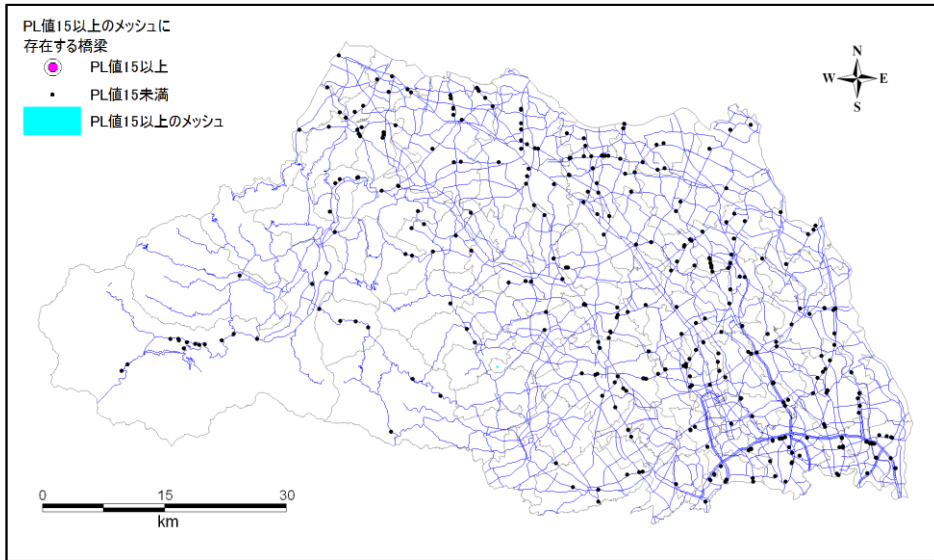 PL値15以上のメッシュに
存在する橋梁
PL値15以上
PL値15未満
PL値15以上のメッシュ
N
W E
S
0 15 30
km